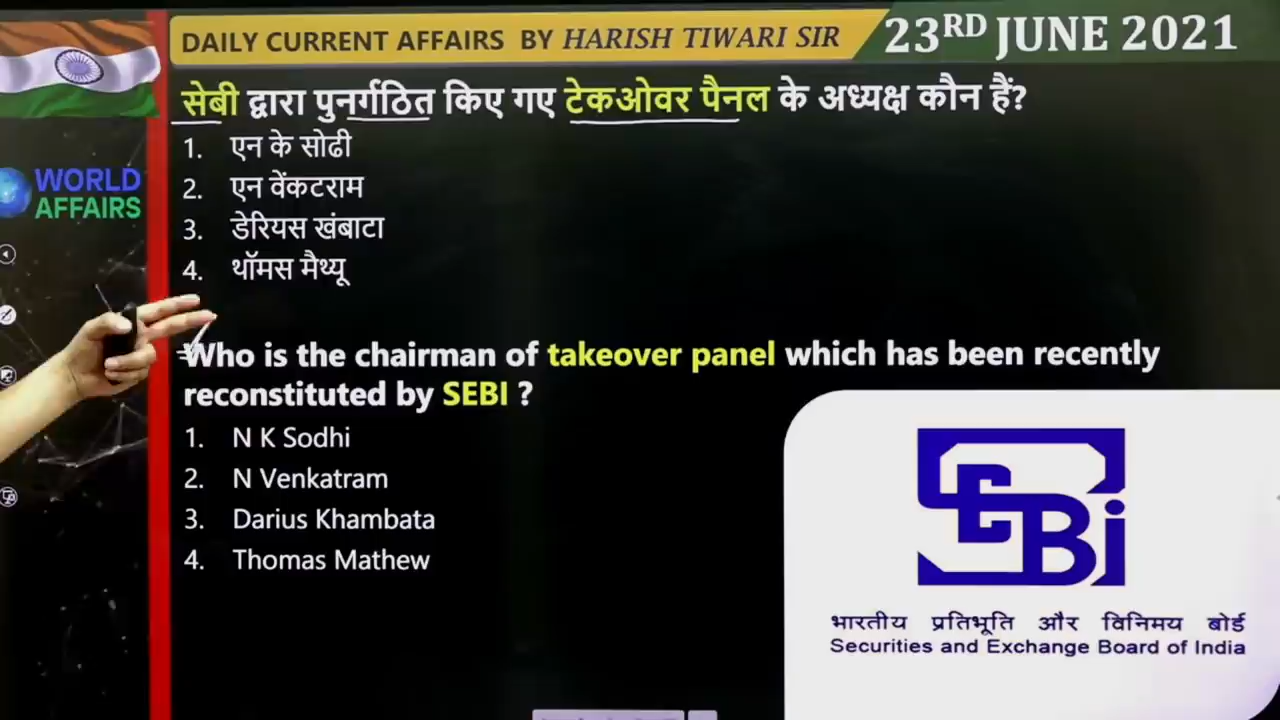 DAILY CURRENT AFFAIRS BY HARISH TIWARI SIR
23RD JUNE 2021
सेबी द्वारा पुनर्गठित किए गए टेकओवर पैनल के अध्यक्ष कौन हैं?
1. एन के सोढी
2. एन वेंकटराम
3. डेरियस खंबाटा
4. थॉमस मैथ्यू
WORLD
AFFAIRS
Who is the chairman of takeover panel which has been recently
reconstituted by SEBI ?
1. N K Sodhi
2. N Venkatram
3. Darius Khambata
4. Thomas Mathew
SEBI
भारतीय प्रतिभूति और विनिमय बोर्ड
Securities and Exchange Board of India